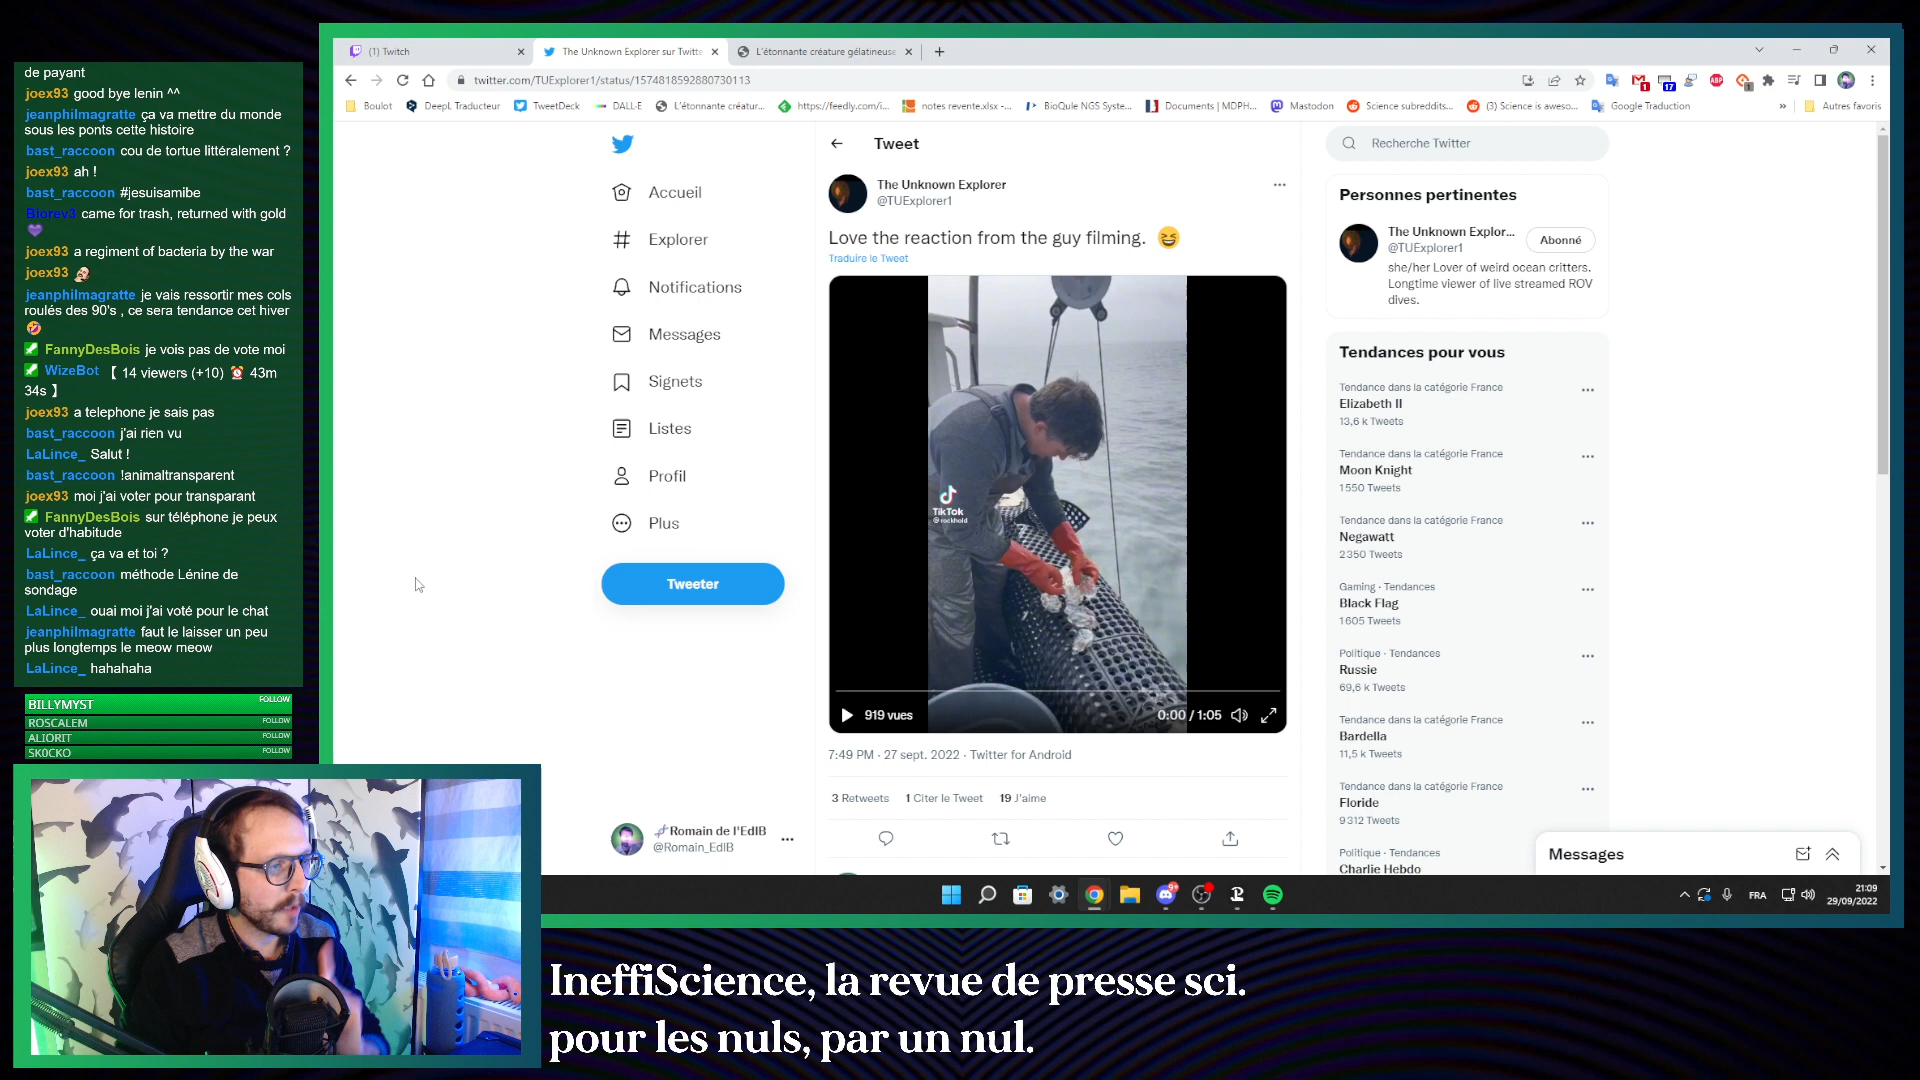 de payant
joex93 good bye lenin ^^
jeanphilmagratte ça va mettre du monde
sous les ponts cette histoire
bast_raccoon cou de tortue littéralement ?
joex93 ah !
bast_raccoon #jesuisamibe
Biorev3 came for trash, returned with gold
joex93 a regiment of bacteria by the war
joex93
jeanphilmagratte je vais ressortir mes cols
roulés des 90's , ce sera tendance cet hiver
FannyDesBois je vois pas de vote moi
WizeBot 【 14 viewers (+10) ⏰ 43m
34s 】
joex93 a telephone je sais pas
bast_raccoon j'ai rien vu
LaLince_ Salut !
bast_raccoon !animaltransparent
joex93 moi j'ai voter pour transparant
FannyDesBois sur téléphone je peux
voter d'habitude
LaLince_ ça va et toi ?
bast_raccoon méthode Lénine de
sondage
LaLince_ ouai moi j'ai voté pour le chat
jeanphilmagratte faut le laisser un peu
plus longtemps le meow meow
LaLince_ hahahaha
BILLYMYST FOLLOW
ROSCALEM FOLLOW
ALIORIT FOLLOW
SK0CKO FOLLOW
(1) Twitch
The Unknown Explorer sur Twitte
L'étonnante créature gélatineuse
twitter.com/TUExplorer1/status/1574818592880730113
Boulot
DeepL Traducteur
TweetDeck
DALL·E
L'étonnante créatur...
https://feedly.com/i...
notes revente.xlsx -...
BioQule NGS Syste...
Documents | MDPH...
Mastodon
Science subreddits...
(3) Science is aweso...
Google Traduction
»
Autres favoris
Accueil
Explorer
Notifications
Messages
Signets
Listes
Profil
Plus
Tweeter
Romain de l'EdIB
@Romain_EdIB
Tweet
The Unknown Explorer
@TUExplorer1
Love the reaction from the guy filming. 😆
Traduire le Tweet
TikTok
@rockhold
919 vues
0:00 / 1:05
7:49 PM · 27 sept. 2022 · Twitter for Android
3 Retweets 1 Citer le Tweet 19 J'aime
Recherche Twitter
Personnes pertinentes
The Unknown Explor...
@TUExplorer1
Abonné
she/her Lover of weird ocean critters.
Longtime viewer of live streamed ROV
dives.
Tendances pour vous
Tendance dans la catégorie France
Elizabeth II
13,6 k Tweets
Tendance dans la catégorie France
Moon Knight
1 550 Tweets
Tendance dans la catégorie France
Negawatt
2 350 Tweets
Gaming · Tendances
Black Flag
1 605 Tweets
Politique · Tendances
Russie
69,6 k Tweets
Tendance dans la catégorie France
Bardella
11,5 k Tweets
Tendance dans la catégorie France
Floride
9 312 Tweets
Politique · Tendances
Charlie Hebdo
Messages
FRA
21:09
29/09/2022
IneffiScience, la revue de presse sci.
pour les nuls, par un nul.